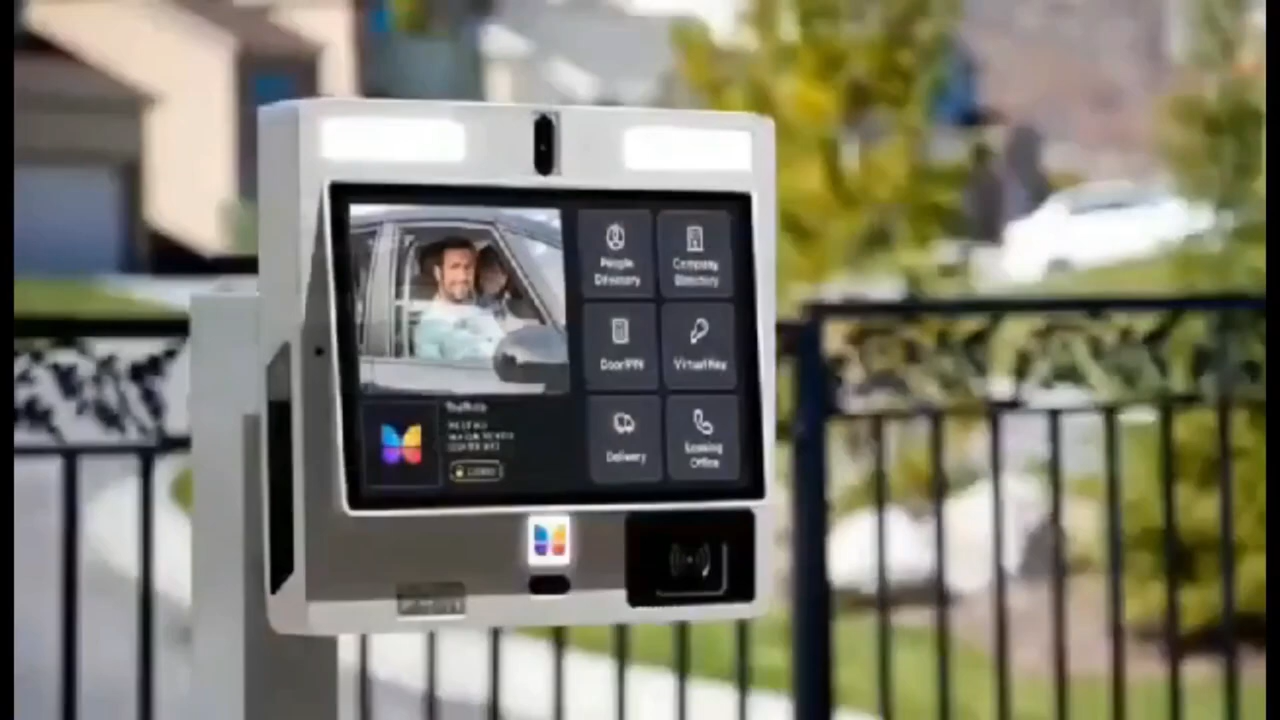 People
Directory
Company
Directory
Door PIN
Virtual Key
Delivery
Leasing
Office